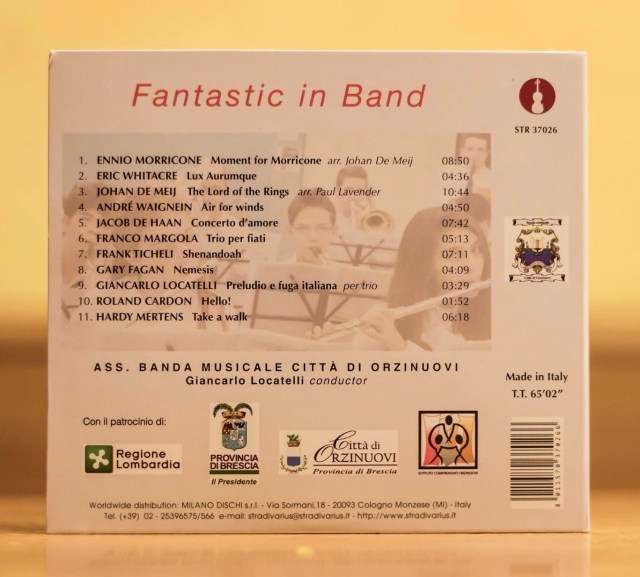 Fantastic in Band
STR 37026
1. ENNIO MORRICONE Moment for Morricone arr. Johan De Meij 08:50
2. ERIC WHITACRE Lux Aurumque 04:36
3. JOHAN DE MEIJ The Lord of the Rings arr. Paul Lavender 10:44
4. ANDRÉ WAIGNEIN Air for winds 04:50
5. JACOB DE HAAN Concerto d'amore 07:42
6. FRANCO MARGOLA Trio per fiati 05:13
7. FRANK TICHELI Shenandoah 07:11
8. GARY FAGAN Nemesis 04:09
9. GIANCARLO LOCATELLI Preludio e fuga italiana per trio 03:29
10. ROLAND CARDON Hello! 01:52
11. HARDY MERTENS Take a walk 06:18
ASS. BANDA MUSICALE CITTÀ DI ORZINUOVI
Giancarlo Locatelli conductor
Made in Italy
T.T. 65'02"
Con il patrocinio di:
Regione
Lombardia
PROVINCIA
DI BRESCIA
Il Presidente
Città di
ORZINUOVI
Provincia di Brescia
ISTITUTO COMPRENSIVO ORZINUOVI
8 011570 370266
Worldwide distribution: MILANO DISCHI s.r.l. - Via Sormani,18 - 20093 Cologno Monzese (MI) - Italy
Tel. (+39) 02 - 25396575/566 e-mail: stradivarius@stradivarius.it - http://www.stradivarius.it